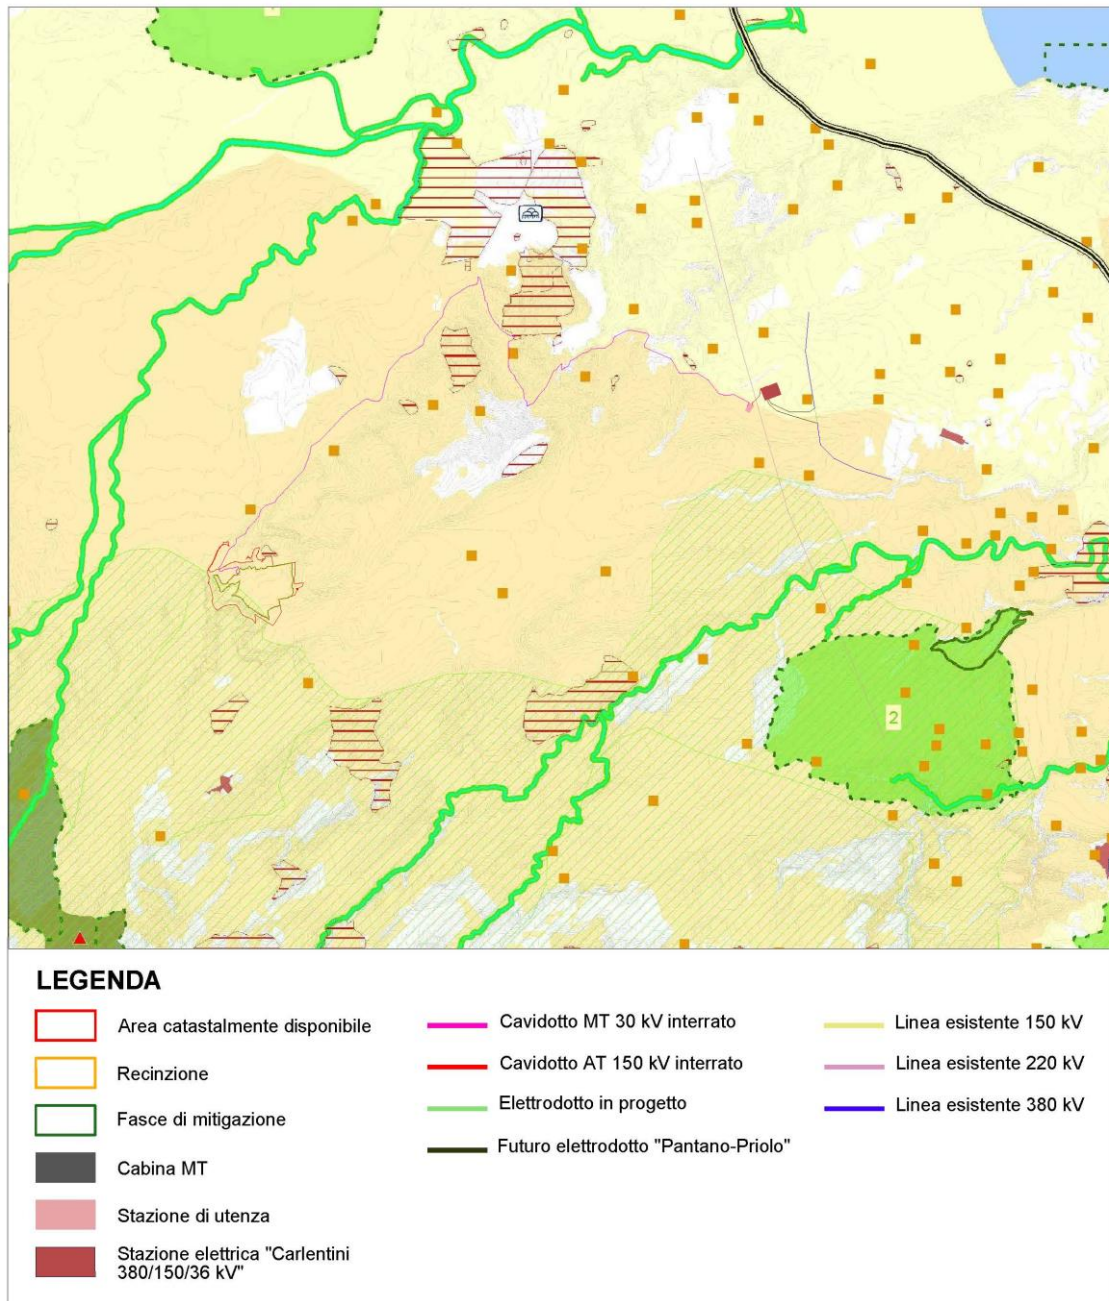 2
LEGENDA
Area catastalmente disponibile
Recinzione
Fasce di mitigazione
Cabina MT
Stazione di utenza
Stazione elettrica "Carlentini
380/150/36 kV"
Cavidotto MT 30 kV interrato
Cavidotto AT 150 kV interrato
Elettrodotto in progetto
Futuro elettrodotto "Pantano-Priolo"
Linea esistente 150 kV
Linea esistente 220 kV
Linea esistente 380 kV